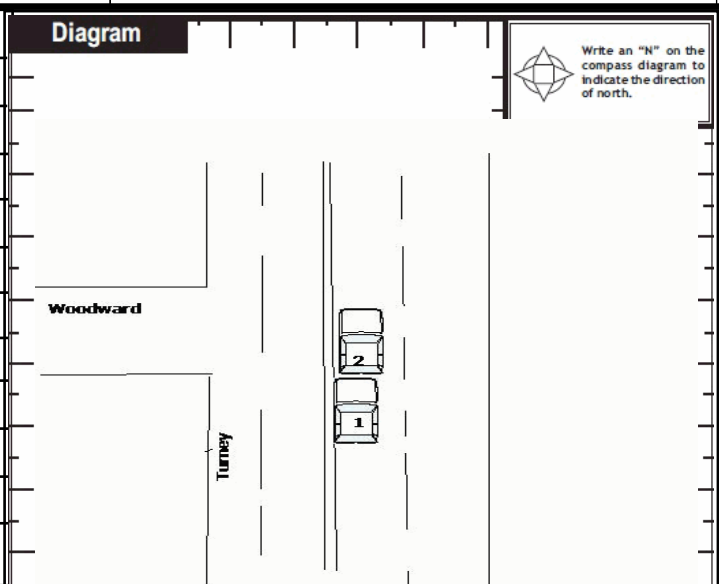 Diagram
Write an “N” on the
compass diagram to
indicate the direction
of north.
Woodward
2
1
Turney